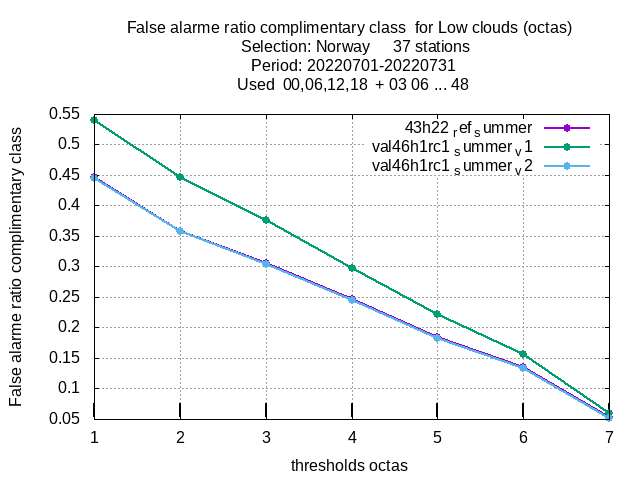 False alarme ratio complimentary class  for Low clouds (octas)
Selection: Norway     37 stations
Period: 20220701-20220731
Used  00,06,12,18  + 03 06 ... 48
False alarme ratio complimentary class
0.55
0.5
0.45
0.4
0.35
0.3
0.25
0.2
0.15
0.1
0.05
43h22 ref summer
val46h1rc1 summer v1
val46h1rc1 summer v2
1 2 3 4 5 6 7
thresholds octas